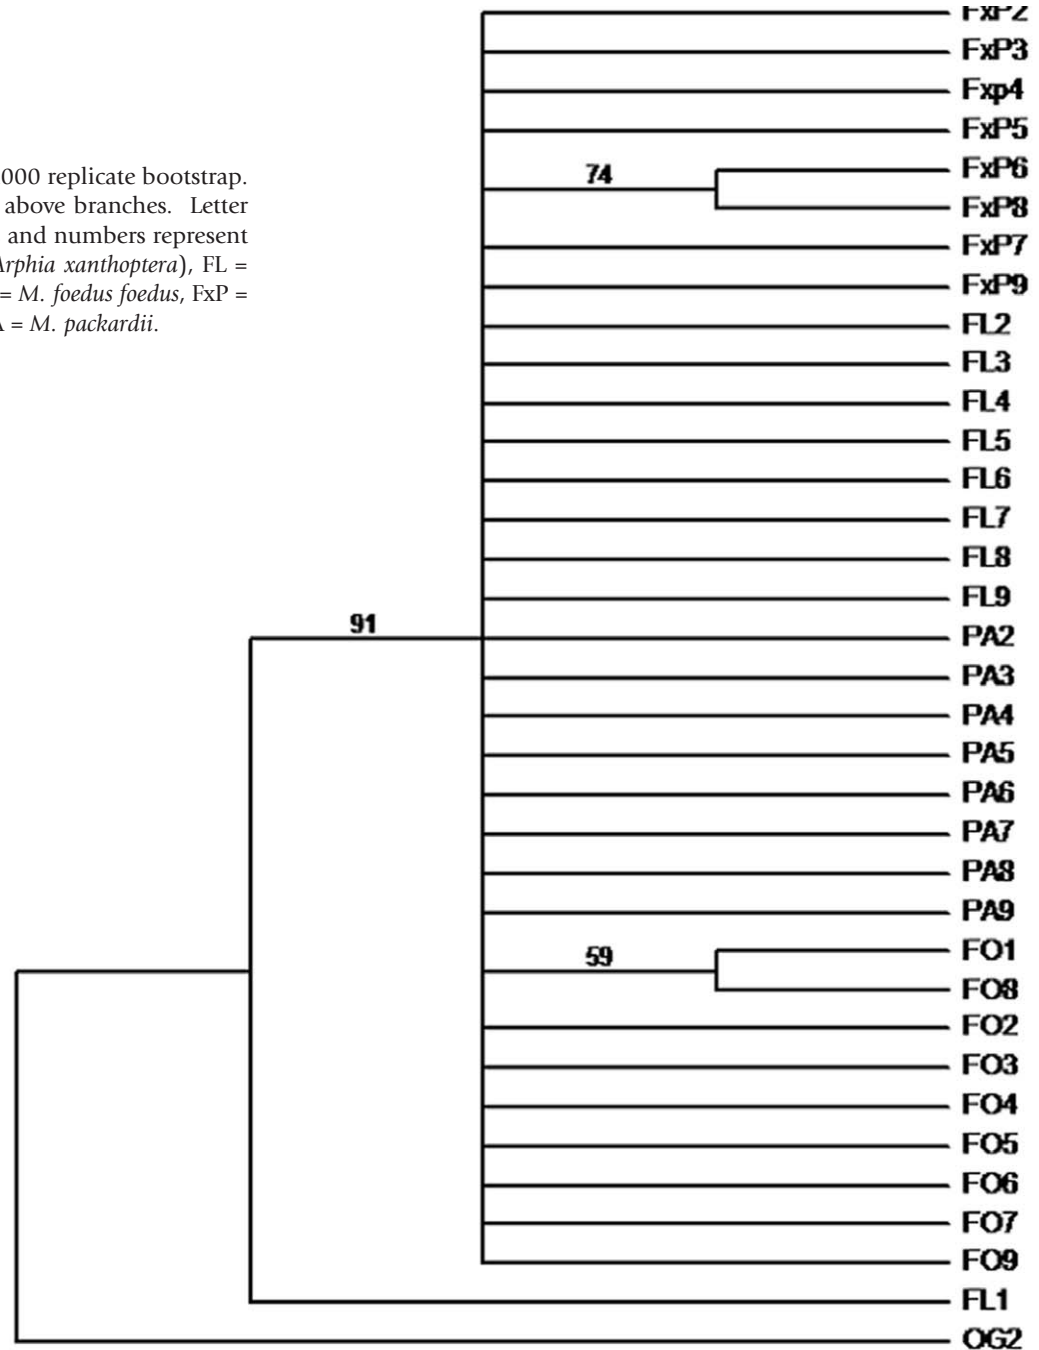 FxP2
FxP3
Fxp4
FxP5
000 replicate bootstrap.
above branches. Letter
and numbers represent
Arphia xanthoptera), FL =
= M. foedus foedus, FxP =
A = M. packardii.
74
FxP6
FxP8
FxP7
FxP9
FL2
FL3
FL4
FL5
FL6
FL7
FL8
FL9
91
PA2
PA3
PA4
PA5
PA6
PA7
PA8
PA9
59
FO1
FO8
FO2
FO3
FO4
FO5
FO6
FO7
FO9
FL1
OG2